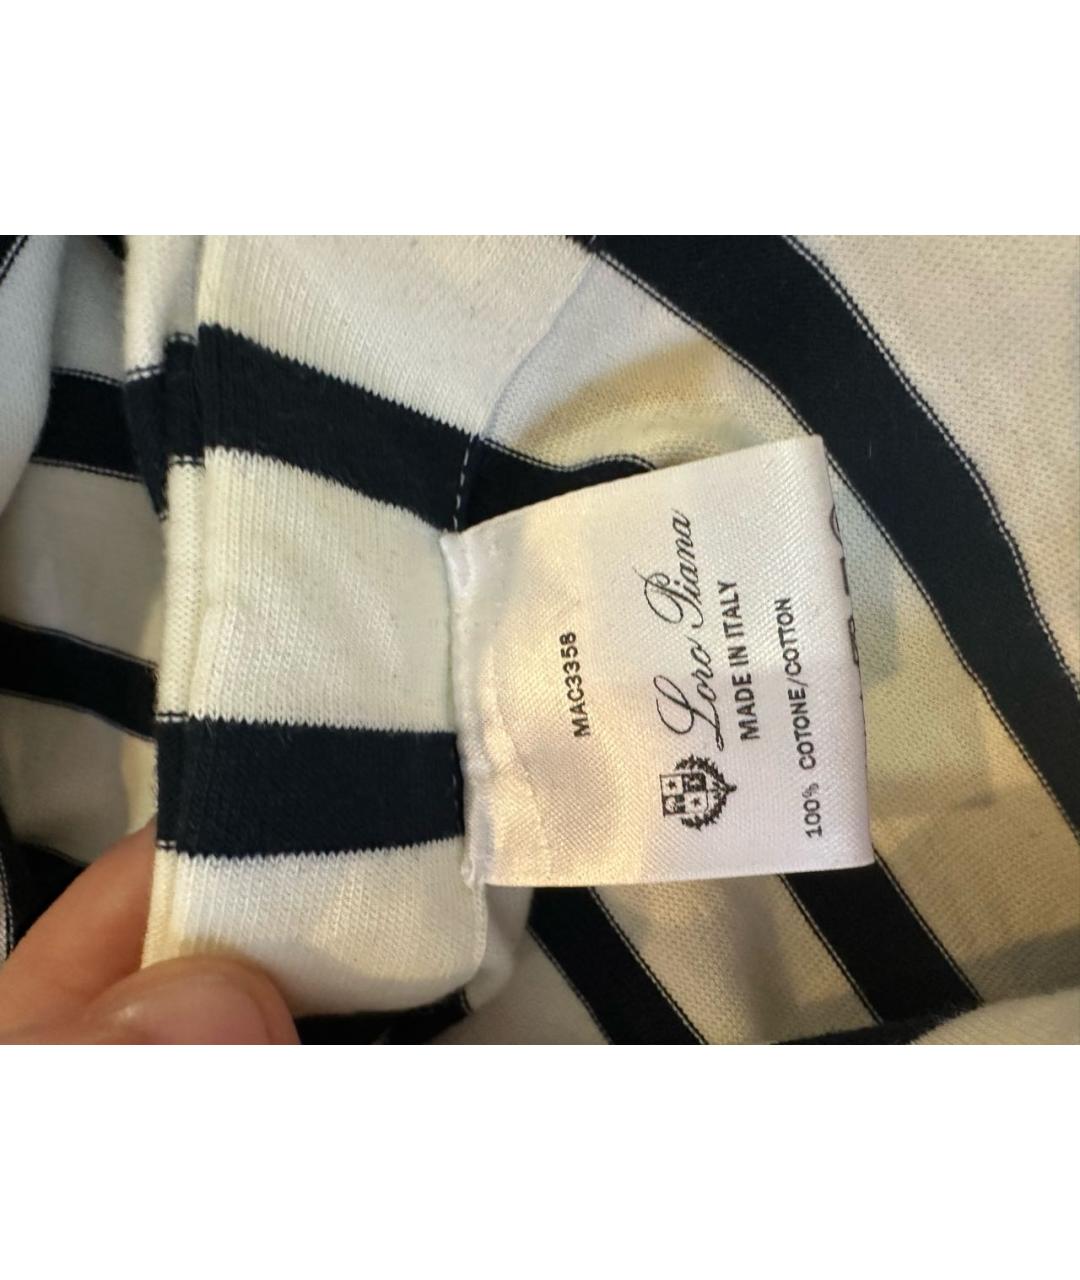 MAC3358
Loro Piana
MADE IN ITALY
100% COTONE/COTTON